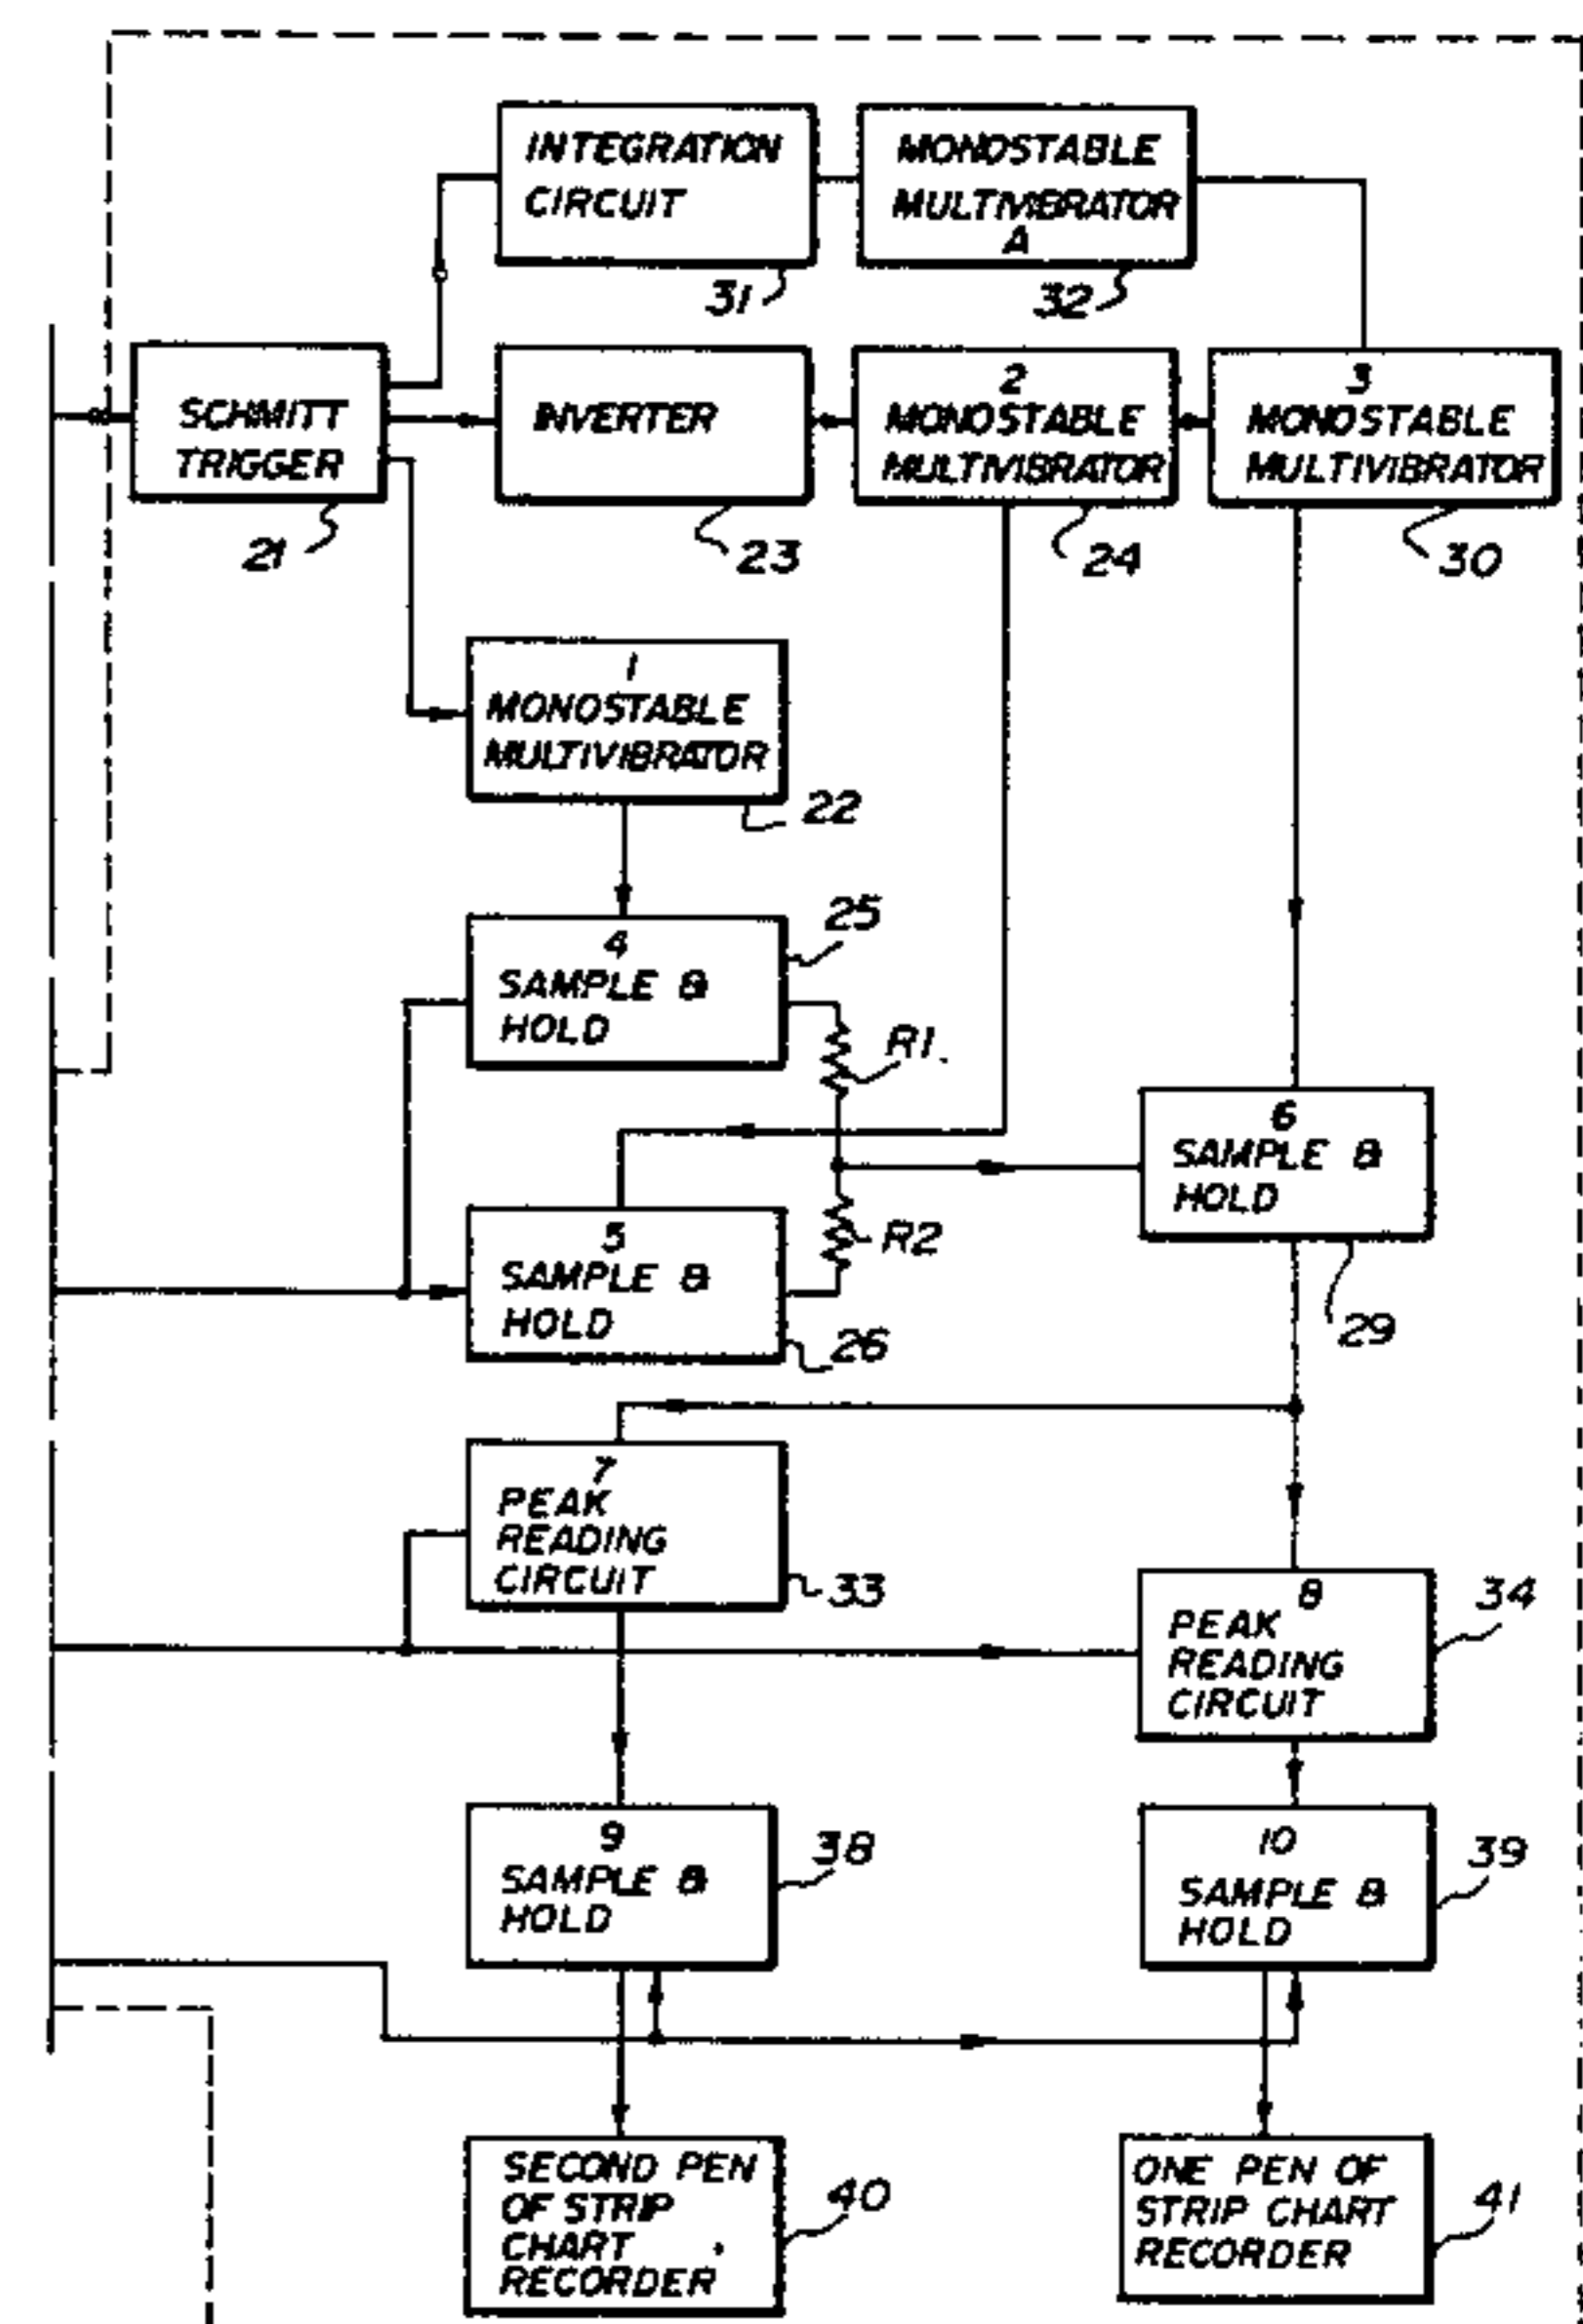 INTEGRATION
CIRCUIT
31
MONOSTABLE
MULTIVIBRATOR
A
32
SCHMITT
TRIGGER
21
INVERTER
23
2
MONOSTABLE
MULTIVIBRATOR
24
3
MONOSTABLE
MULTIVIBRATOR
30
1
MONOSTABLE
MULTIVIBRATOR
22
4
SAMPLE &
HOLD
25
R1.
5
SAMPLE &
HOLD
26
R2
6
SAMPLE &
HOLD
29
7
PEAK
READING
CIRCUIT
33
8
PEAK
READING
CIRCUIT
34
9
SAMPLE &
HOLD
38
10
SAMPLE &
HOLD
39
SECOND PEN
OF STRIP
CHART
RECORDER
40
ONE PEN OF
STRIP CHART
RECORDER
41